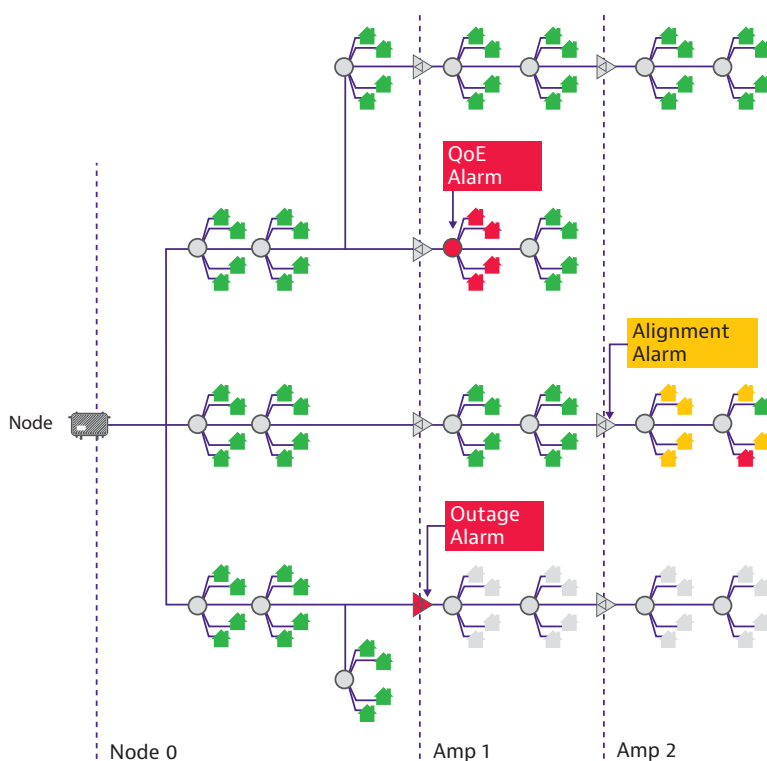 QoE
Alarm
Alignment
Alarm
Node
Outage
Alarm
Node 0
Amp 1
Amp 2